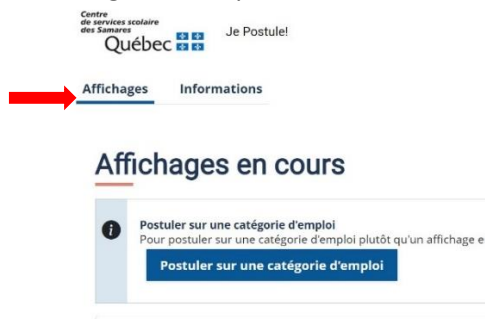 Centre
de services scolaire
des Samares
Québec
Je Postule!
Affichages Informations
Affichages en cours
Postuler sur une catégorie d'emploi
Pour postuler sur une catégorie d'emploi plutôt qu'un affichage e
Postuler sur une catégorie d'emploi